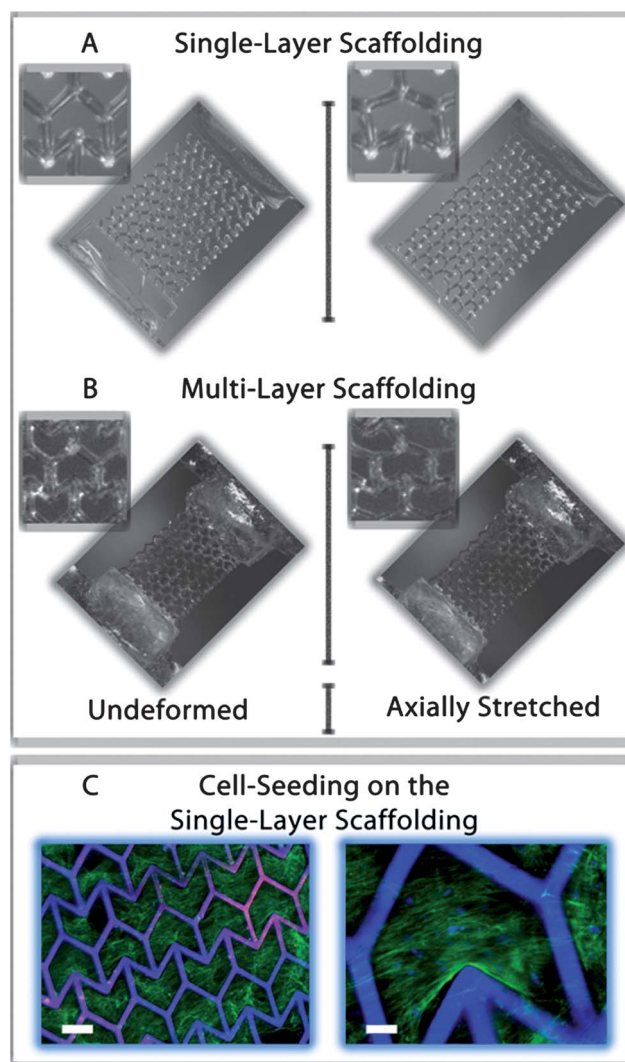 A Single-Layer Scaffolding
B Multi-Layer Scaffolding
Undeformed
Axially Stretched
C Cell-Seeding on the
Single-Layer Scaffolding